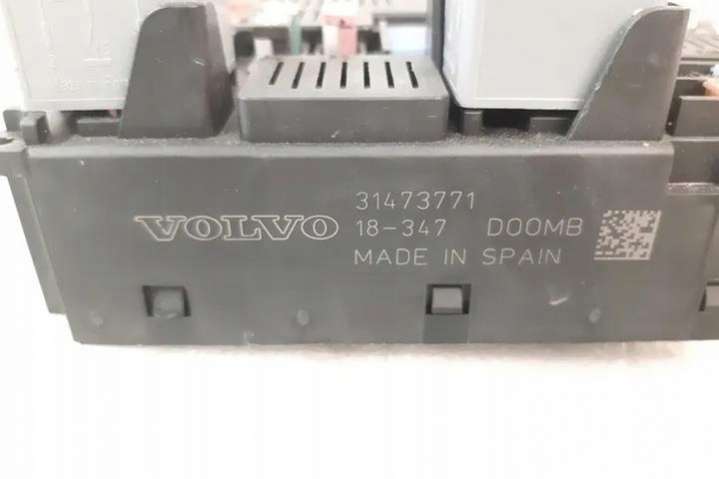 31473771
VOLVO 18-347 D00MB
MADE IN SPAIN